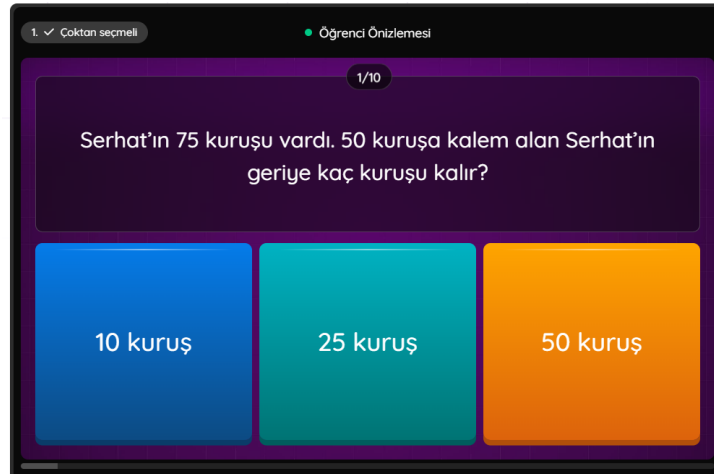 1. ✓ Çoktan seçmeli
Öğrenci Önizlemesi
1/10
Serhat’ın 75 kuruşu vardı. 50 kuruşa kalem alan Serhat’ın
geriye kaç kuruşu kalır?
10 kuruş
25 kuruş
50 kuruş